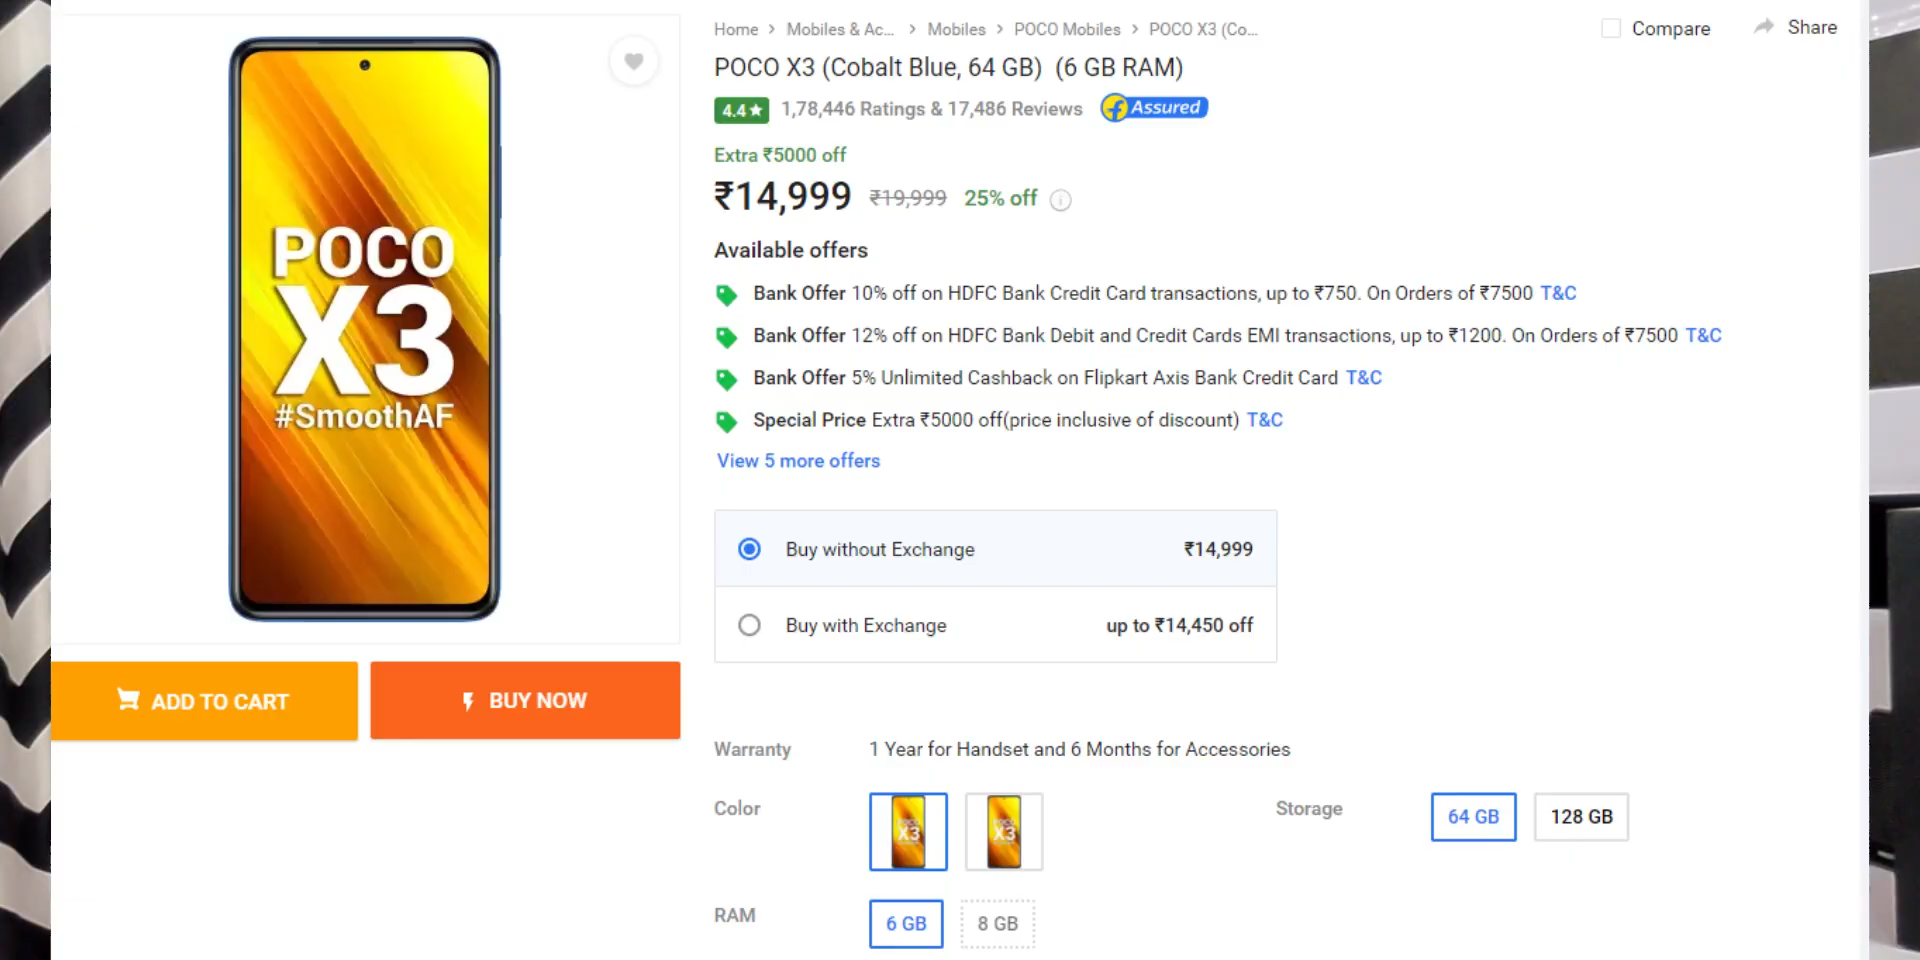 Home > Mobiles & Ac... > Mobiles > POCO Mobiles > POCO X3 (Co...
Compare
Share
POCO X3 (Cobalt Blue, 64 GB) (6 GB RAM)
4.4★ 1,78,446 Ratings & 17,486 Reviews
Assured
Extra ₹5000 off
₹14,999 ₹19,999 25% off
Available offers
Bank Offer 10% off on HDFC Bank Credit Card transactions, up to ₹750. On Orders of ₹7500 T&C
Bank Offer 12% off on HDFC Bank Debit and Credit Cards EMI transactions, up to ₹1200. On Orders of ₹7500 T&C
Bank Offer 5% Unlimited Cashback on Flipkart Axis Bank Credit Card T&C
Special Price Extra ₹5000 off(price inclusive of discount) T&C
View 5 more offers
POCO
X3
#SmoothAF
Buy without Exchange ₹14,999
Buy with Exchange up to ₹14,450 off
ADD TO CART
BUY NOW
Warranty 1 Year for Handset and 6 Months for Accessories
Color
POCO
X3
POCO
X3
Storage 64 GB 128 GB
RAM 6 GB 8 GB